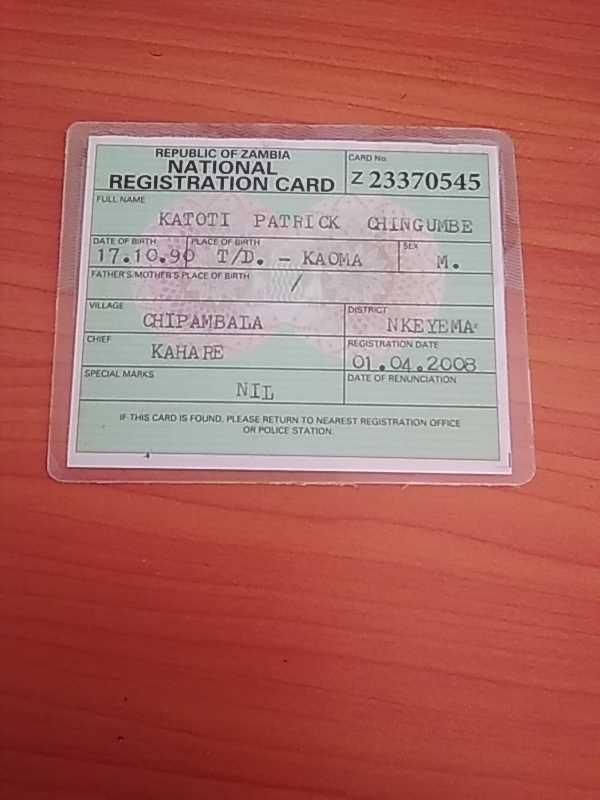 REPUBLIC OF ZAMBIA
NATIONAL
REGISTRATION CARD
CARD No.
Z 23370545
FULL NAME
KATOTI PATRICK CHINGUMBE
DATE OF BIRTH
17.10.90
PLACE OF BIRTH
T/D. - KAOMA
SEX
M.
FATHER'S/MOTHER'S PLACE OF BIRTH
/
VILLAGE
CHIPAMBALA
DISTRICT
NKEYEMA
CHIEF
KAHARE
REGISTRATION DATE
01.04.2008
SPECIAL MARKS
NIL
DATE OF RENUNCIATION
IF THIS CARD IS FOUND, PLEASE RETURN TO NEAREST REGISTRATION OFFICE
OR POLICE STATION.